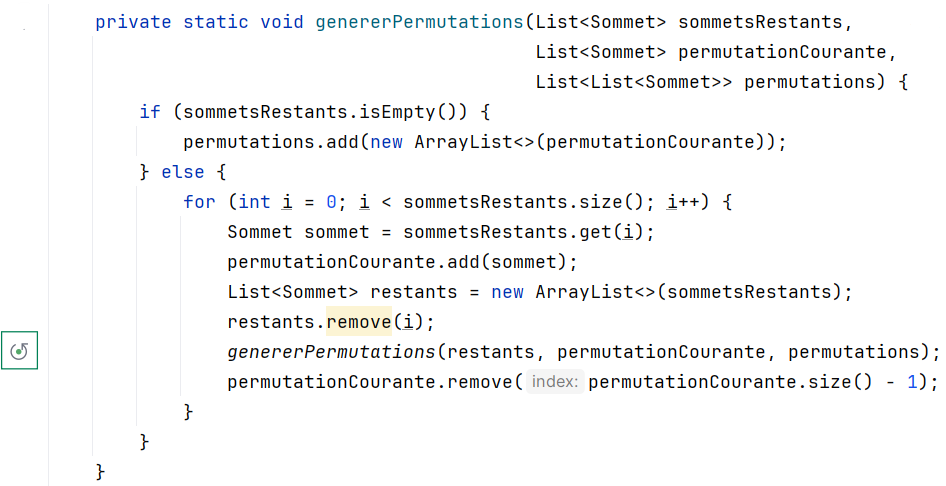 private static void genererPermutations(List<Sommet> sommetsRestants,
List<Sommet> permutationCourante,
List<List<Sommet>> permutations) {
if (sommetsRestants.isEmpty()) {
permutations.add(new ArrayList<>(permutationCourante));
} else {
for (int i = 0; i < sommetsRestants.size(); i++) {
Sommet sommet = sommetsRestants.get(i);
permutationCourante.add(sommet);
List<Sommet> restants = new ArrayList<>(sommetsRestants);
restants.remove(i);
genererPermutations(restants, permutationCourante, permutations);
permutationCourante.remove( index: permutationCourante.size() - 1);
}
}
}